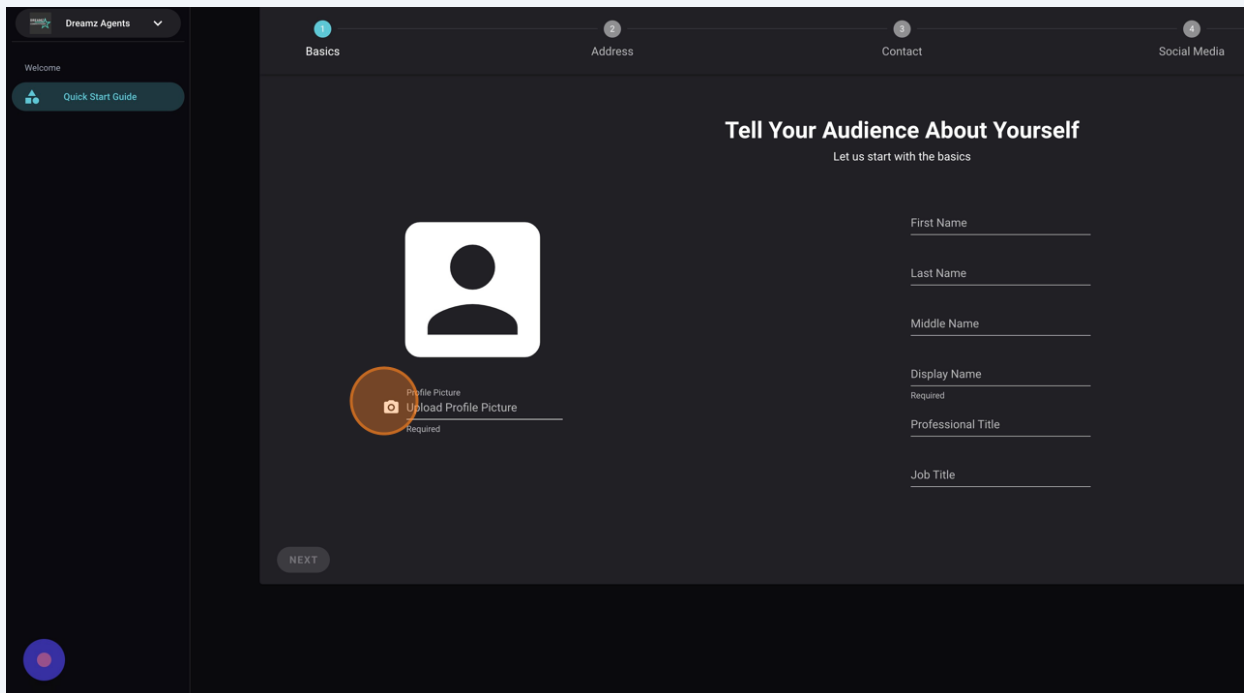 Dreamz Agents
Welcome
Quick Start Guide
1
2
3
4
Basics
Address
Contact
Social Media
Tell Your Audience About Yourself
Let us start with the basics
Profile Picture
Upload Profile Picture
Required
First Name
Last Name
Middle Name
Display Name
Required
Professional Title
Job Title
NEXT